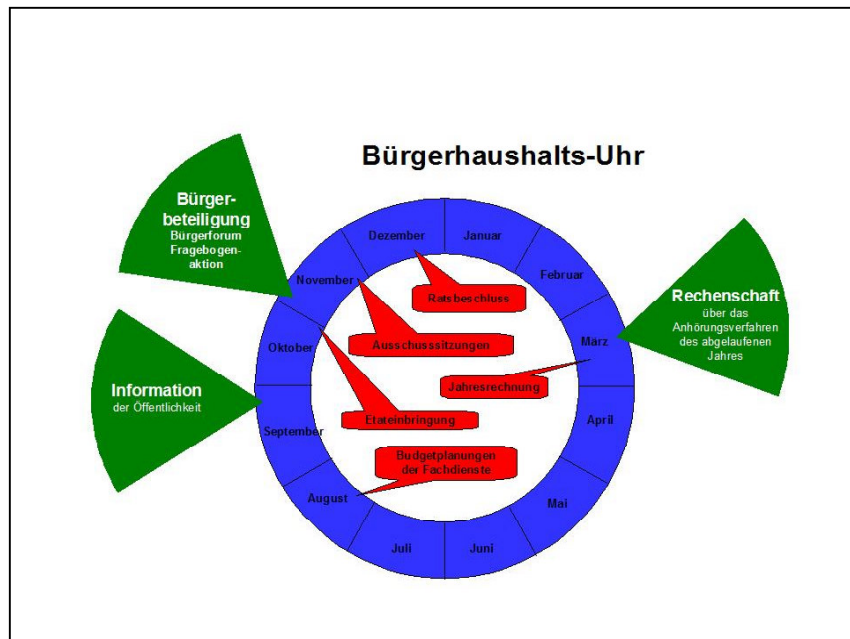 Bürgerhaushalts-Uhr
Bürger-
beteiligung
Bürgerforum
Fragebogen-
aktion
Information
der Öffentlichkeit
Rechenschaft
über das
Anhörungsverfahren
des abgelaufenen
Jahres
Januar
Februar
März
April
Mai
Juni
Juli
August
September
Oktober
November
Dezember
Ratsbeschluss
Ausschusssitzungen
Jahresrechnung
Etateinbringung
Budgetplanungen
der Fachdienste